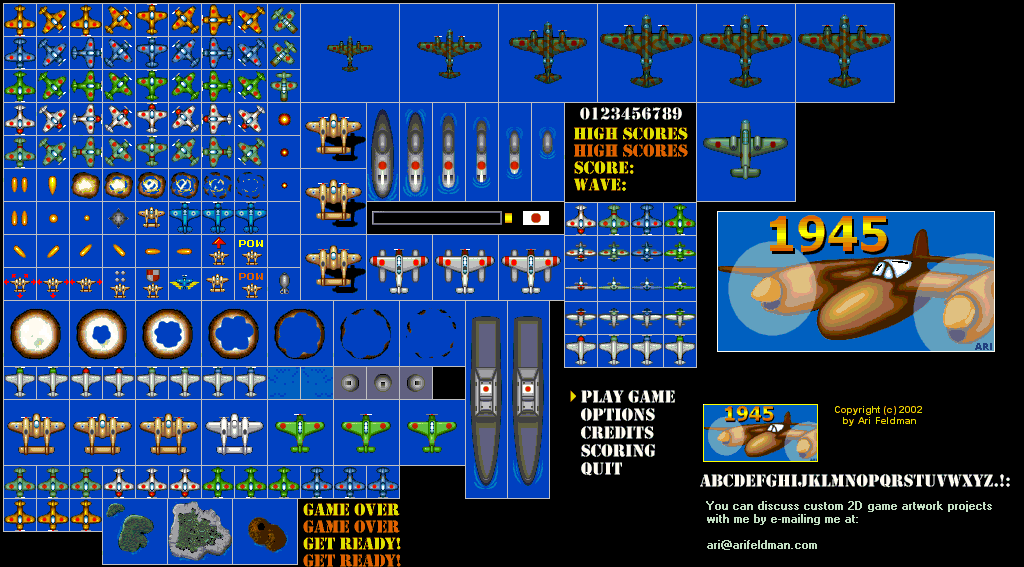 0123456789
HIGH SCORES
HIGH SCORES
SCORE:
WAVE:
1945
ARI
POW
POW
PLAY GAME
OPTIONS
CREDITS
SCORING
QUIT
1945
Copyright (c) 2002
by Ari Feldman
ABCDEFGHIJKLMNOPQRSTUVWXYZ.!:
You can discuss custom 2D game artwork projects
with me by e-mailing me at:
ari@arifeldman.com
GAME OVER
GAME OVER
GET READY!
GET READY!